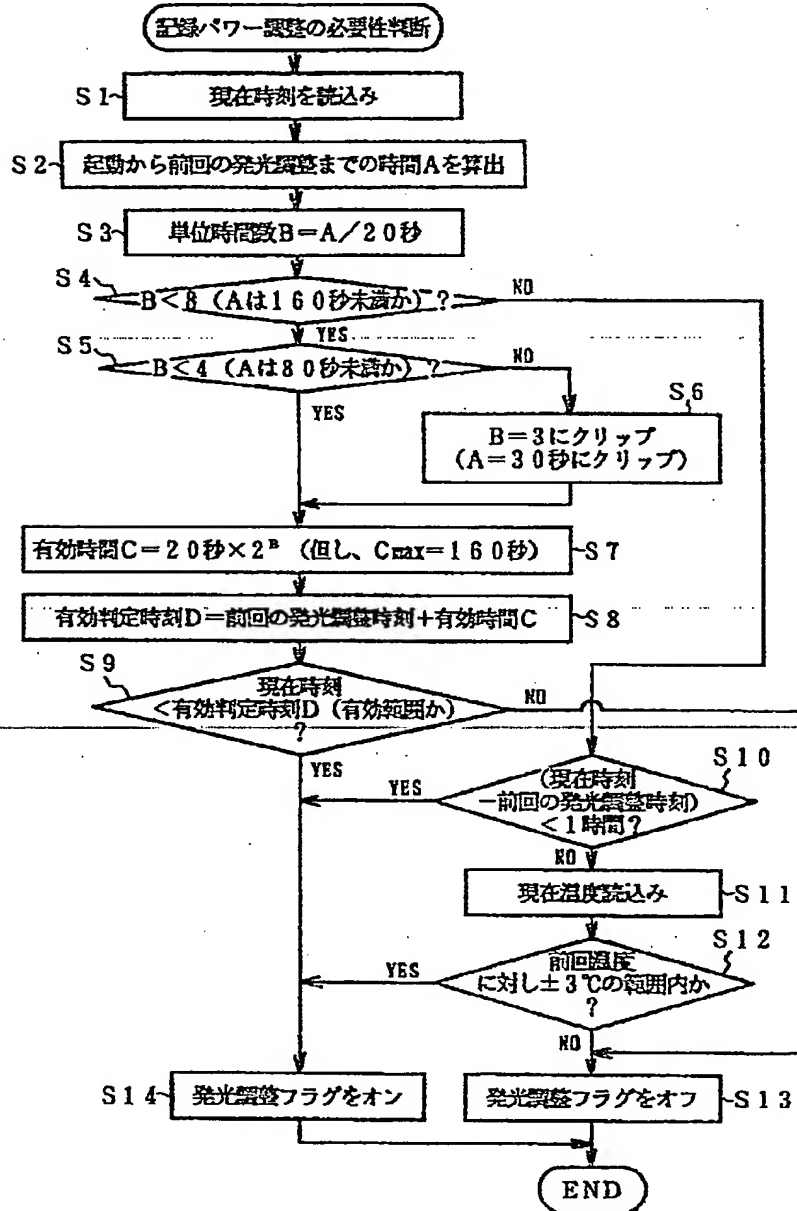 記録パワー調整の必要性判断
S1 現在時刻を読込み
S2 起動から前回の発光調整までの時間Aを算出
S3 単位時間数B=A/20秒
S4 B<8 (Aは160秒未満か) ?
NO
YES
S5 B<4 (Aは80秒未満か) ?
NO
YES
S6
B=3にクリップ
(A=30秒にクリップ)
有効時間C=20秒×2ᴮ (但し、Cmax=160秒) S7
有効判定時刻D=前回の発光調整時刻+有効時間C S8
S9
現在時刻
<有効判定時刻D (有効範囲か)
?
NO
YES
S10
(現在時刻
-前回の発光調整時刻)
<1時間?
YES
NO
現在温度読込み S11
S12
前回温度
に対し±3℃の範囲内か
?
YES
NO
S14 発光調整フラグをオン
発光調整フラグをオフ S13
END